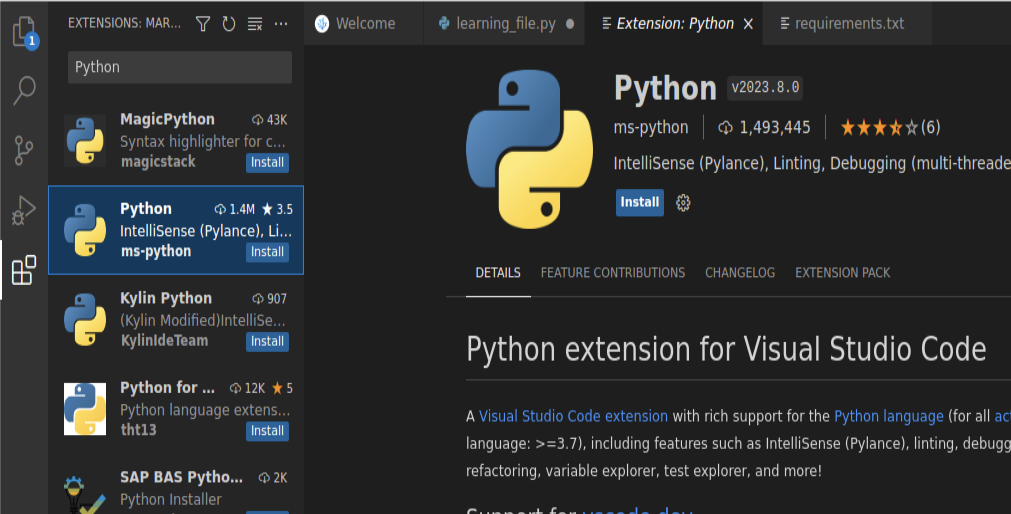 EXTENSIONS: MAR...
1
Python
MagicPython 43K
Syntax highlighter for c...
magicstack Install
Python 1.4M ★ 3.5
IntelliSense (Pylance), Li...
ms-python Install
Kylin Python 907
(Kylin Modified)IntelliSe...
KylinIdeTeam Install
Python for ... 12K ★ 5
Python language extens...
tht13 Install
SAP BAS Pytho... 2K
Python Installer
Welcome learning_file.py ● Extension: Python × requirements.txt
Python v2023.8.0
ms-python 1,493,445 (6)
IntelliSense (Pylance), Linting, Debugging (multi-threade
Install
DETAILS FEATURE CONTRIBUTIONS CHANGELOG EXTENSION PACK
Python extension for Visual Studio Code
A Visual Studio Code extension with rich support for the Python language (for all act
language: >=3.7), including features such as IntelliSense (Pylance), linting, debugg
refactoring, variable explorer, test explorer, and more!
Support for vscode.dev